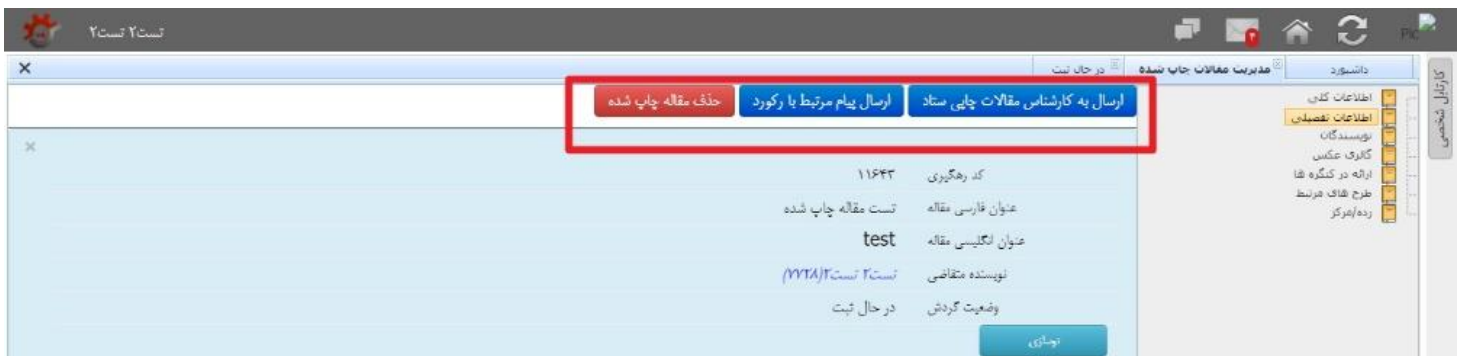 تست۲ تست۲
داشبورد
مدیریت مقالات چاپ شده
در حال ثبت
کارتابل شخصی
اطلاعات کلی
اطلاعات تفصیلی
نویسندگان
گالری عکس
ارائه در کنگره ها
طرح های مرتبط
رده/مرکز
ارسال به کارشناس مقالات چاپی ستاد
ارسال پیام مرتبط با رکورد
حذف مقاله چاپ شده
کد رهگیری ۱۱۶۴۳
عنوان فارسی مقاله تست مقاله چاپ شده
عنوان انگلیسی مقاله test
نویسنده متقاضی تست۲ تست۲(۷۷۲۸)
وضعیت گردش در حال ثبت
نوسازی